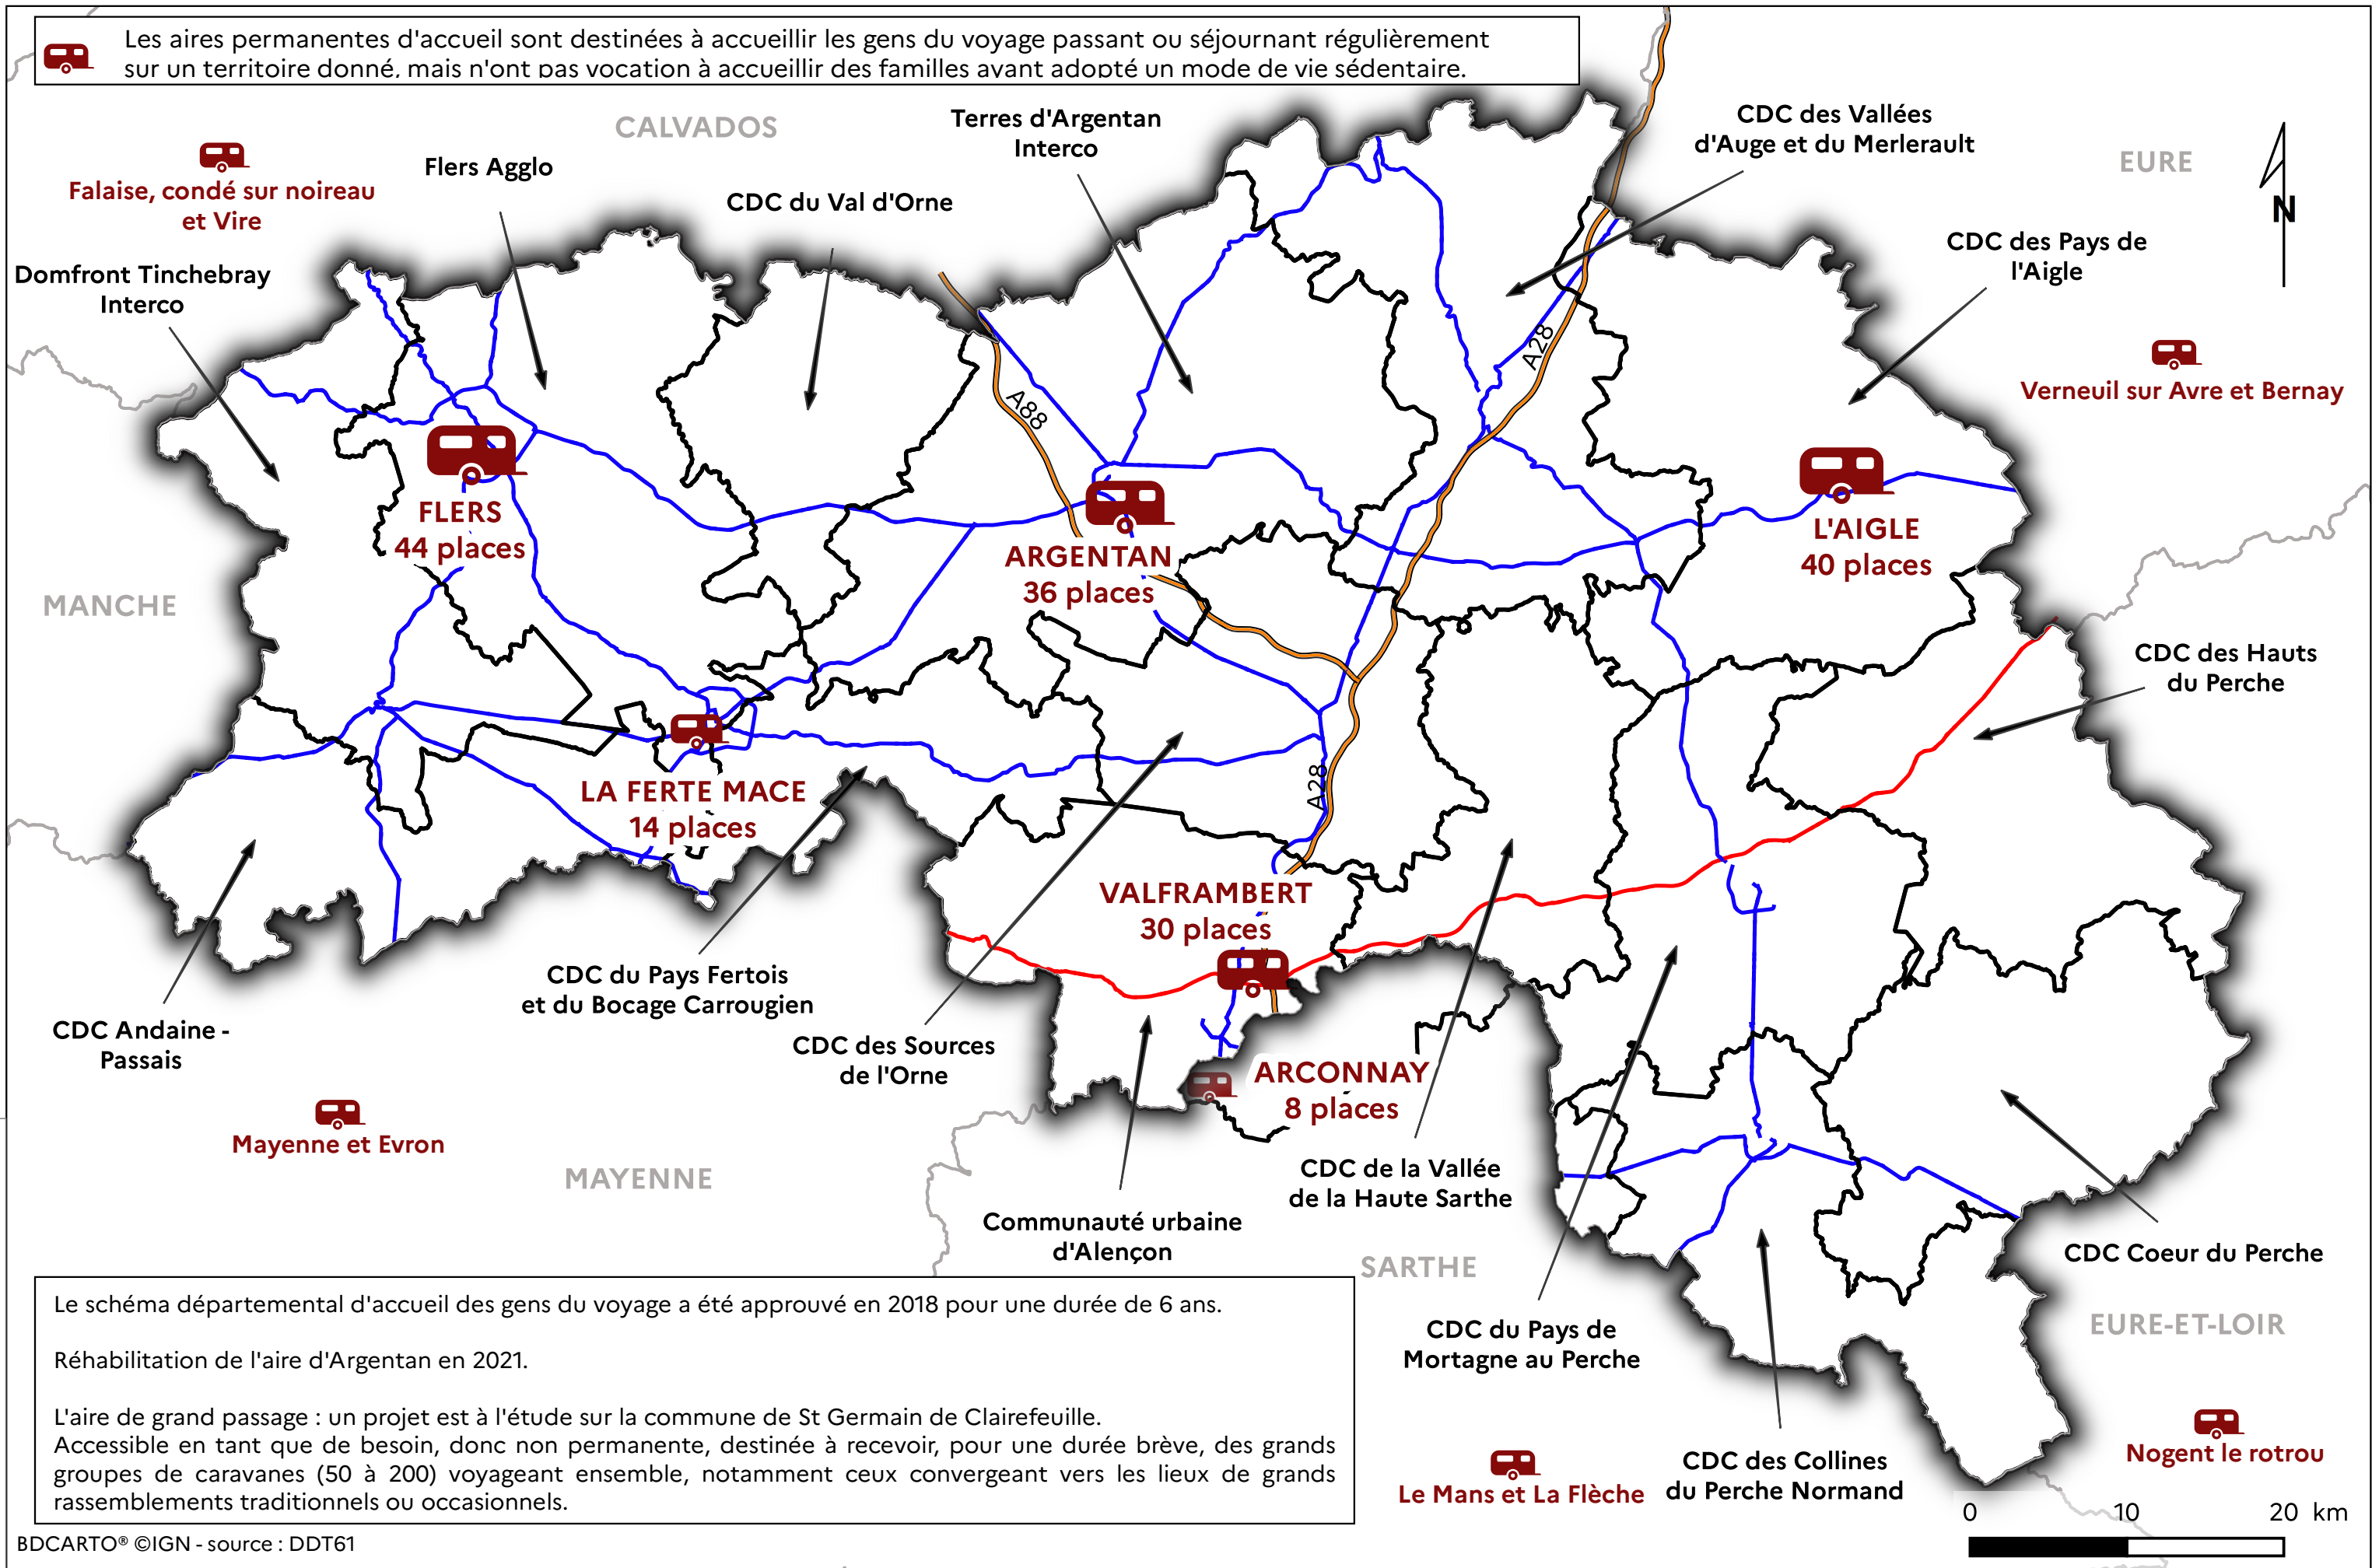 Les aires permanentes d'accueil sont destinées à accueillir les gens du voyage passant ou séjournant régulièrement
sur un territoire donné, mais n'ont pas vocation à accueillir des familles ayant adopté un mode de vie sédentaire.
CALVADOS
Terres d'Argentan
Interco
CDC des Vallées
d'Auge et du Merlerault
EURE
Falaise, condé sur noireau
et Vire
Flers Agglo
CDC du Val d'Orne
N
CDC des Pays de
l'Aigle
Domfront Tinchebray
Interco
A28
Verneuil sur Avre et Bernay
A88
FLERS
44 places
ARGENTAN
36 places
L'AIGLE
40 places
MANCHE
CDC des Hauts
du Perche
LA FERTE MACE
14 places
A28
VALFRAMBERT
30 places
CDC du Pays Fertois
et du Bocage Carrougien
CDC Andaine -
Passais
CDC des Sources
de l'Orne
ARCONNAY
8 places
Mayenne et Evron
MAYENNE
CDC de la Vallée
de la Haute Sarthe
Communauté urbaine
d'Alençon
CDC Coeur du Perche
SARTHE
CDC du Pays de
Mortagne au Perche
EURE-ET-LOIR
Le schéma départemental d'accueil des gens du voyage a été approuvé en 2018 pour une durée de 6 ans.
Réhabilitation de l'aire d'Argentan en 2021.
L'aire de grand passage : un projet est à l'étude sur la commune de St Germain de Clairefeuille.
Accessible en tant que de besoin, donc non permanente, destinée à recevoir, pour une durée brève, des grands
groupes de caravanes (50 à 200) voyageant ensemble, notamment ceux convergeant vers les lieux de grands
rassemblements traditionnels ou occasionnels.
Le Mans et La Flèche
CDC des Collines
du Perche Normand
Nogent le rotrou
0 10 20 km
BDCARTO® ©IGN - source : DDT61